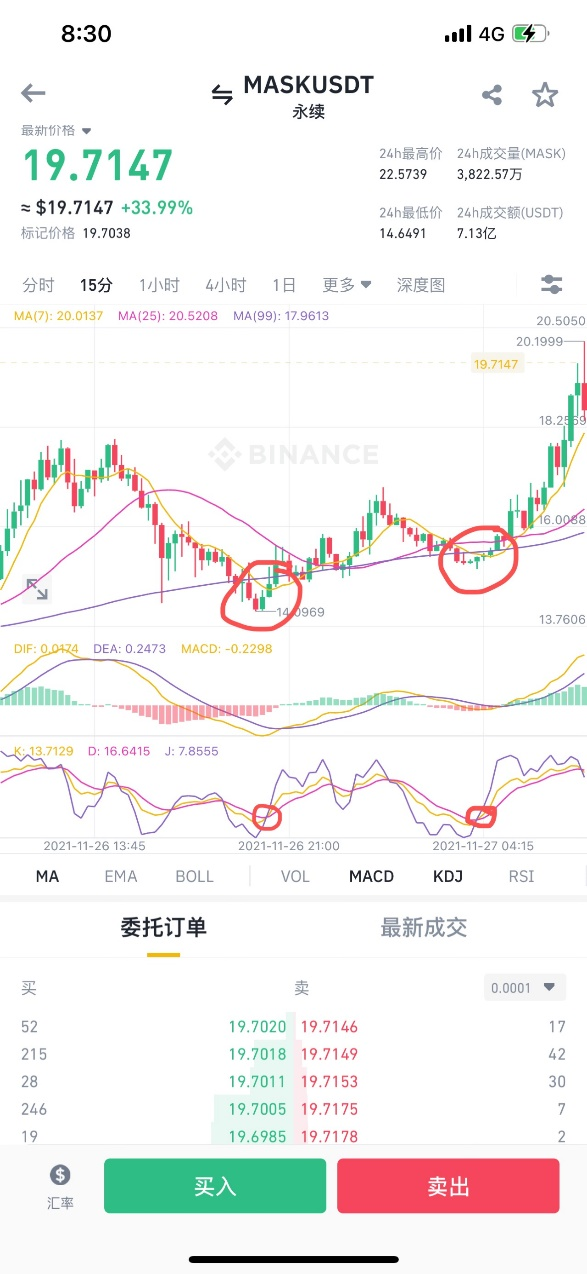 8:30 4G
MASKUSDT
永续
最新价格
19.7147
≈ $19.7147 +33.99%
标记价格 19.7038
24h最高价 24h成交量(MASK)
22.5739 3,822.57万
24h最低价 24h成交额(USDT)
14.6491 7.13亿
分时 15分 1小时 4小时 1日 更多 深度图
MA(7): 20.0137 MA(25): 20.5208 MA(99): 17.9613
20.5050
20.1999
19.7147
18.2569
BINANCE
16.0088
14.0969
13.7606
DIF: 0.0174 DEA: 0.2473 MACD: -0.2298
K: 13.7129 D: 16.6415 J: 7.8555
2021-11-26 13:45 2021-11-26 21:00 2021-11-27 04:15
MA EMA BOLL VOL MACD KDJ RSI
委托订单 最新成交
买 卖 0.0001
52 19.7020 19.7146 17
215 19.7018 19.7149 42
28 19.7011 19.7153 30
246 19.7005 19.7175 7
19 19.6985 19.7178 2
$
汇率 买入 卖出